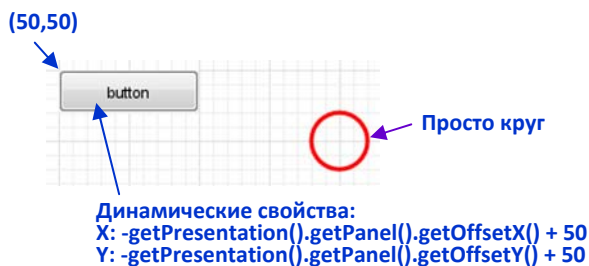 (50,50)
button
Просто круг
Динамические свойства:
X: -getPresentation().getPanel().getOffsetX() + 50
Y: -getPresentation().getPanel().getOffsetY() + 50